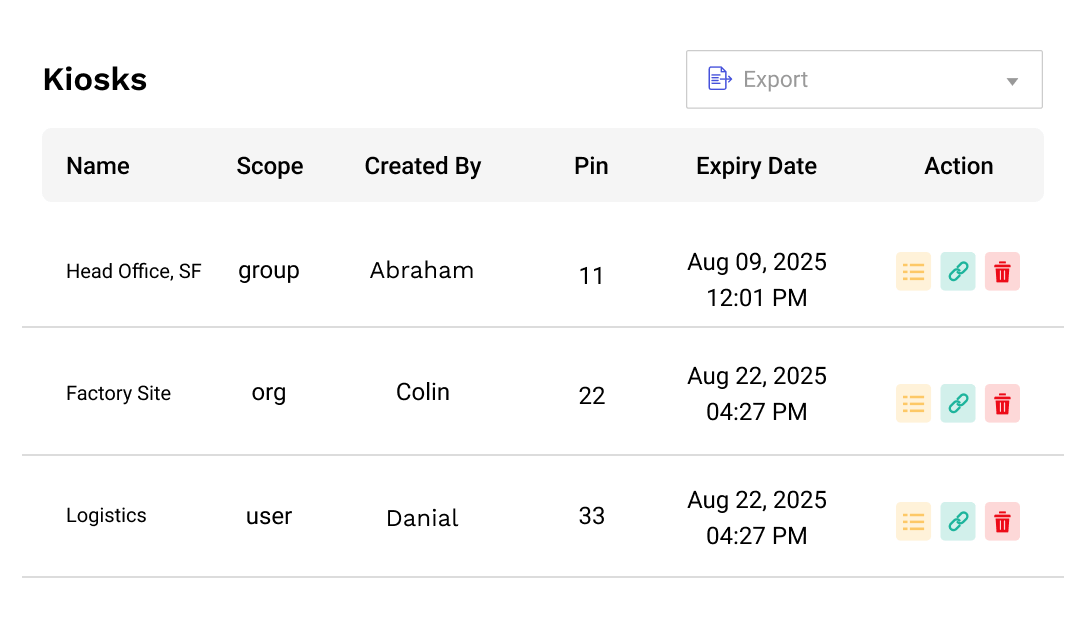 Kiosks
Export
Name Scope Created By Pin Expiry Date Action
Head Office, SF group Abraham 11 Aug 09, 2025
12:01 PM
Factory Site org Colin 22 Aug 22, 2025
04:27 PM
Logistics user Danial 33 Aug 22, 2025
04:27 PM